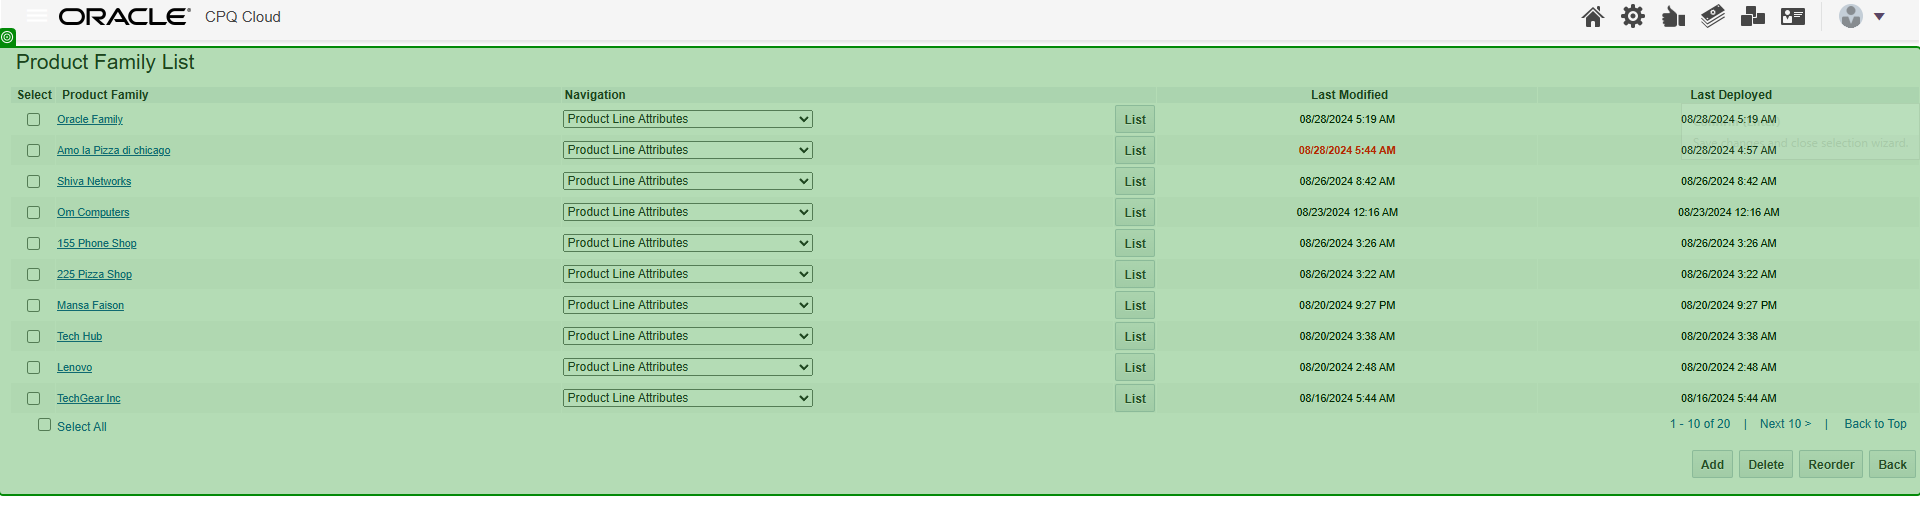 ORACLE CPQ Cloud
Product Family List
Select Product Family Navigation Last Modified Last Deployed
Oracle Family Product Line Attributes List 08/28/2024 5:19 AM 08/28/2024 5:19 AM
Amo la Pizza di chicago Product Line Attributes List 08/28/2024 5:44 AM 08/28/2024 4:57 AM
close selection wizard.
Shiva Networks Product Line Attributes List 08/26/2024 8:42 AM 08/26/2024 8:42 AM
Om Computers Product Line Attributes List 08/23/2024 12:16 AM 08/23/2024 12:16 AM
155 Phone Shop Product Line Attributes List 08/26/2024 3:26 AM 08/26/2024 3:26 AM
225 Pizza Shop Product Line Attributes List 08/26/2024 3:22 AM 08/26/2024 3:22 AM
Mansa Faison Product Line Attributes List 08/20/2024 9:27 PM 08/20/2024 9:27 PM
Tech Hub Product Line Attributes List 08/20/2024 3:38 AM 08/20/2024 3:38 AM
Lenovo Product Line Attributes List 08/20/2024 2:48 AM 08/20/2024 2:48 AM
TechGear Inc Product Line Attributes List 08/16/2024 5:44 AM 08/16/2024 5:44 AM
Select All 1 - 10 of 20 | Next 10 > | Back to Top
Add Delete Reorder Back